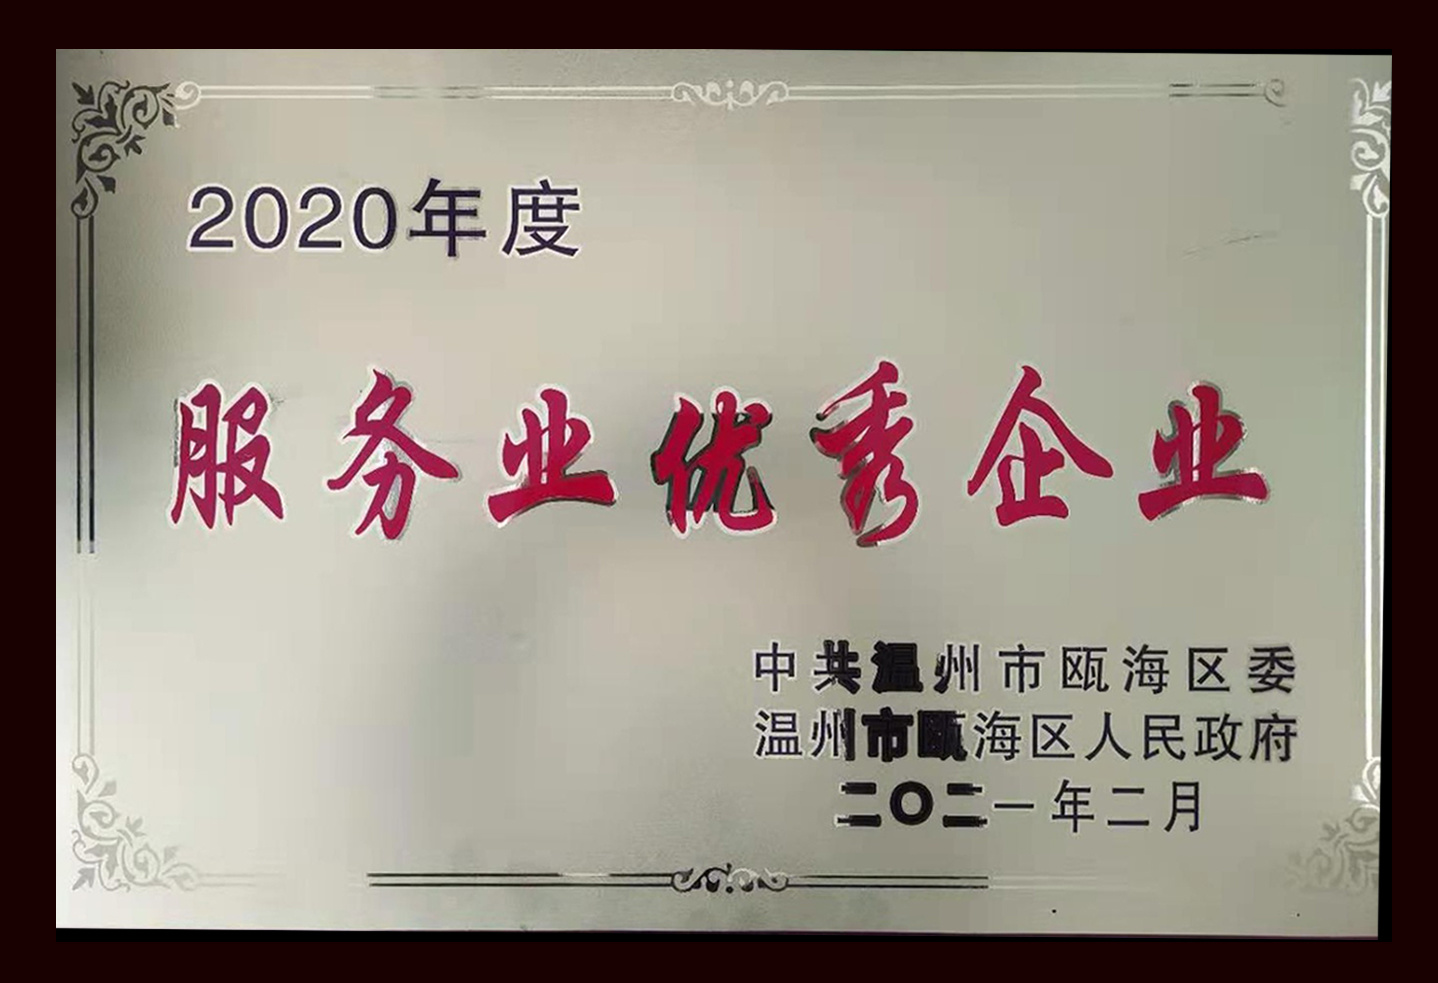 2020年度
服务业优秀企业
中共温州市瓯海区委
温州市瓯海区人民政府
二〇二一年二月